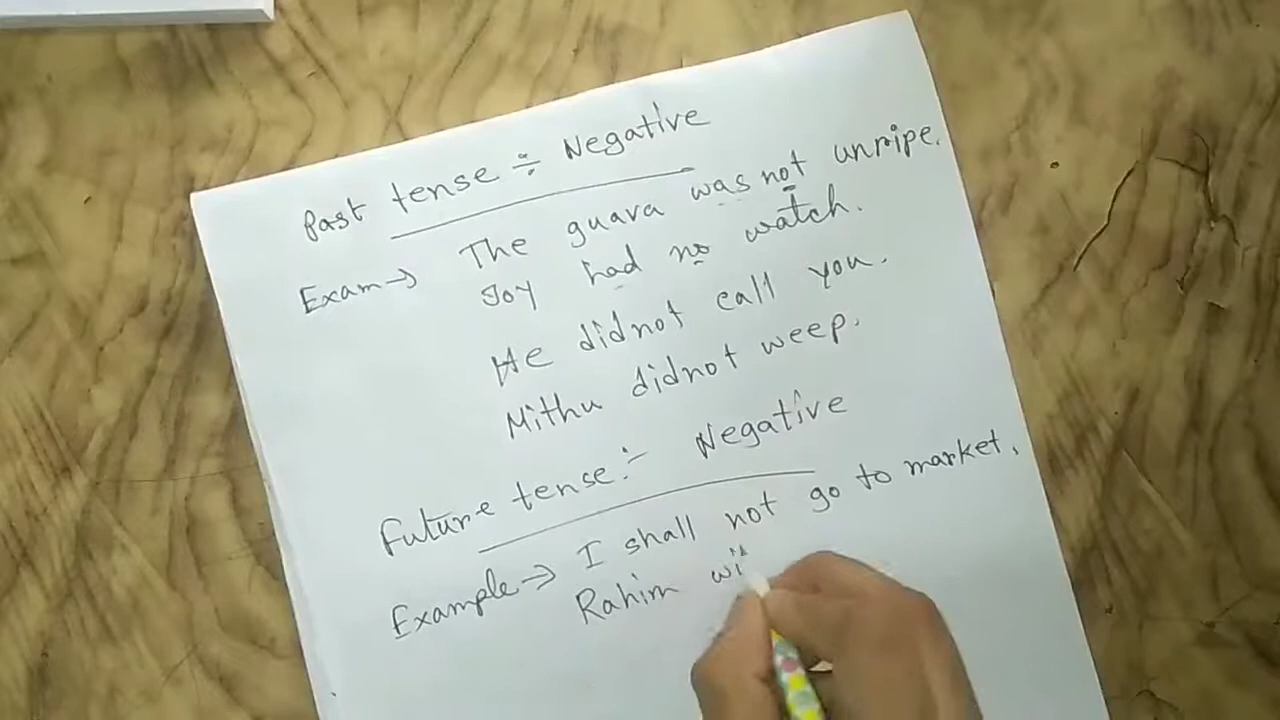 Past tense ÷ Negative
Exam→ The guava was not unripe.
Joy had no watch.
He didnot call you.
Mithu didnot weep.
Future tense:- Negative
Example→ I shall not go to market.
Rahim wi